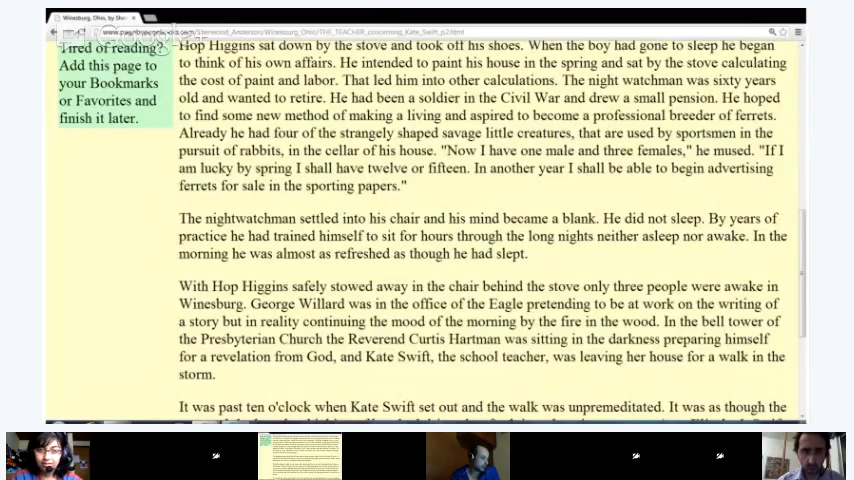 Winesburg, Ohio, by Sher
Sherwood_Anderson/Winesburg_Ohio/THE_TEACHER_concerning_Kate_Swift_p2.html
Tired of reading?
Add this page to
your Bookmarks
or Favorites and
finish it later.
Hop Higgins sat down by the stove and took off his shoes. When the boy had gone to sleep he began
to think of his own affairs. He intended to paint his house in the spring and sat by the stove calculating
the cost of paint and labor. That led him into other calculations. The night watchman was sixty years
old and wanted to retire. He had been a soldier in the Civil War and drew a small pension. He hoped
to find some new method of making a living and aspired to become a professional breeder of ferrets.
Already he had four of the strangely shaped savage little creatures, that are used by sportsmen in the
pursuit of rabbits, in the cellar of his house. "Now I have one male and three females," he mused. "If I
am lucky by spring I shall have twelve or fifteen. In another year I shall be able to begin advertising
ferrets for sale in the sporting papers."
The nightwatchman settled into his chair and his mind became a blank. He did not sleep. By years of
practice he had trained himself to sit for hours through the long nights neither asleep nor awake. In the
morning he was almost as refreshed as though he had slept.
With Hop Higgins safely stowed away in the chair behind the stove only three people were awake in
Winesburg. George Willard was in the office of the Eagle pretending to be at work on the writing of
a story but in reality continuing the mood of the morning by the fire in the wood. In the bell tower of
the Presbyterian Church the Reverend Curtis Hartman was sitting in the darkness preparing himself
for a revelation from God, and Kate Swift, the school teacher, was leaving her house for a walk in the
storm.
It was past ten o'clock when Kate Swift set out and the walk was unpremeditated. It was as though the